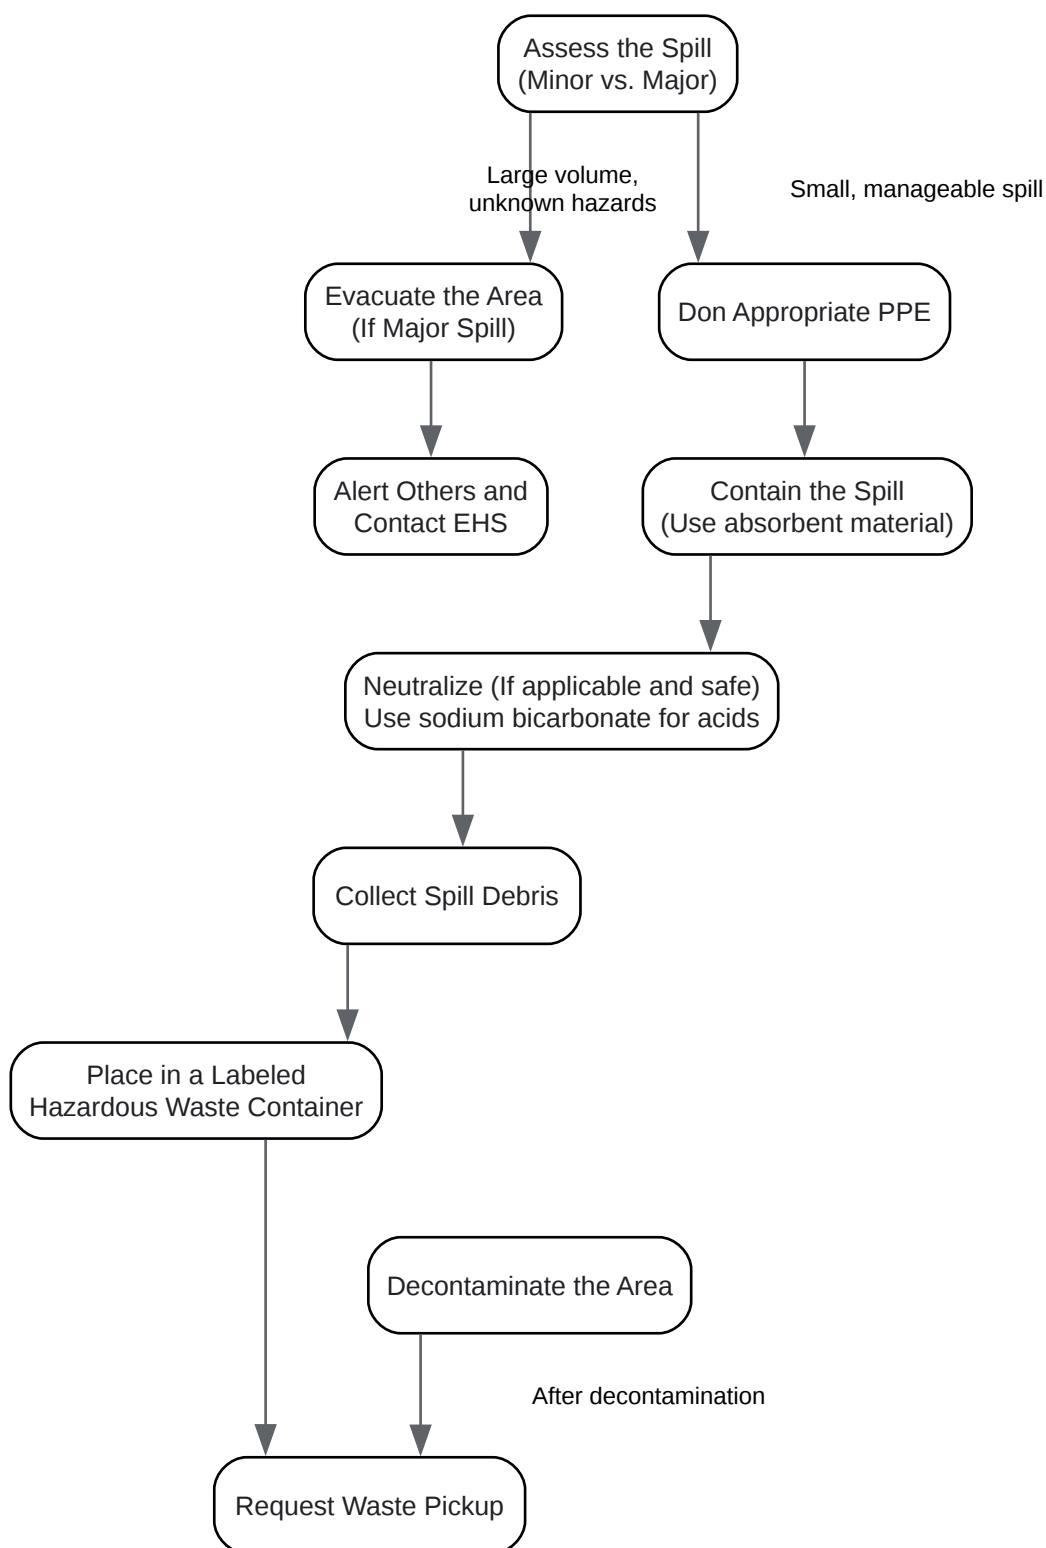 Assess the Spill
(Minor vs. Major)
Large volume,
unknown hazards
Small, manageable spill
Evacuate the Area
(If Major Spill)
Don Appropriate PPE
Alert Others and
Contact EHS
Contain the Spill
(Use absorbent material)
Neutralize (If applicable and safe)
Use sodium bicarbonate for acids
Collect Spill Debris
Place in a Labeled
Hazardous Waste Container
Decontaminate the Area
After decontamination
Request Waste Pickup